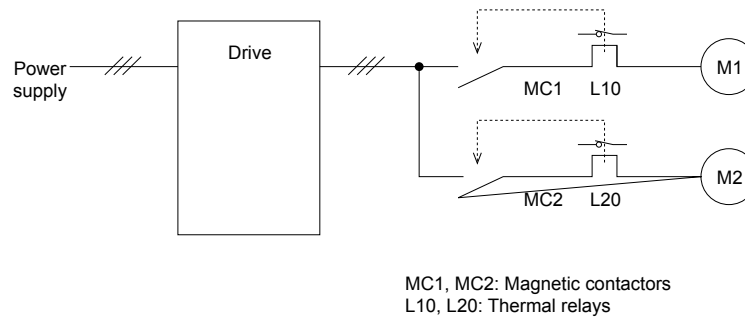 Power
supply
Drive
MC1
L10
M1
MC2
L20
M2
MC1, MC2: Magnetic contactors
L10, L20: Thermal relays